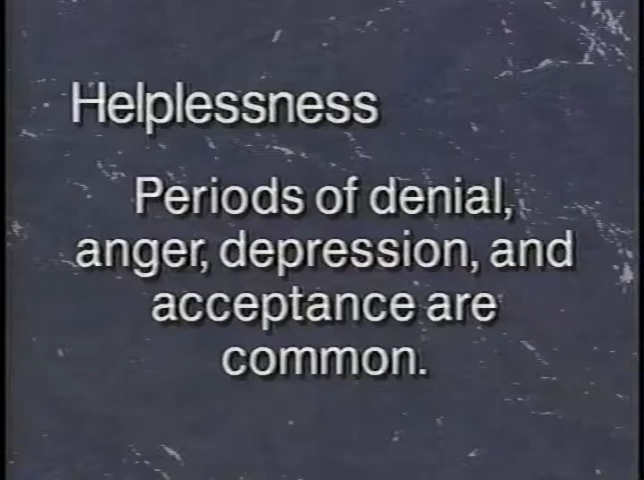 Helplessness
Periods of denial,
anger, depression, and
acceptance are
common.